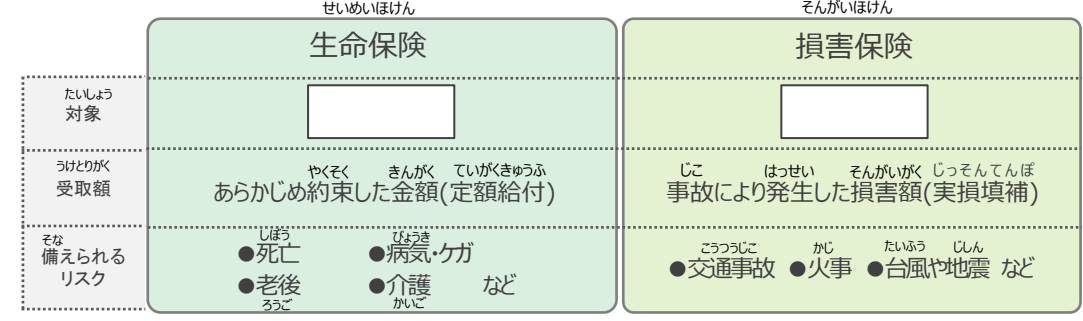 せいめいほけん
生命保険
そんがいほけん
損害保険
たいしょう
対象
うけとりがく
受取額
やくそく きんがく ていがくきゅうふ
あらかじめ約束した金額(定額給付)
じこ はっせい そんがいがく じっそんてんぽ
事故により発生した損害額(実損填補)
そな
備えられる
リスク
しぼう びょうき
●死亡 ●病気・ケガ
●老後 ●介護 など
ろうご かいご
こうつうじこ かじ たいふう じしん
●交通事故 ●火事 ●台風や地震 など